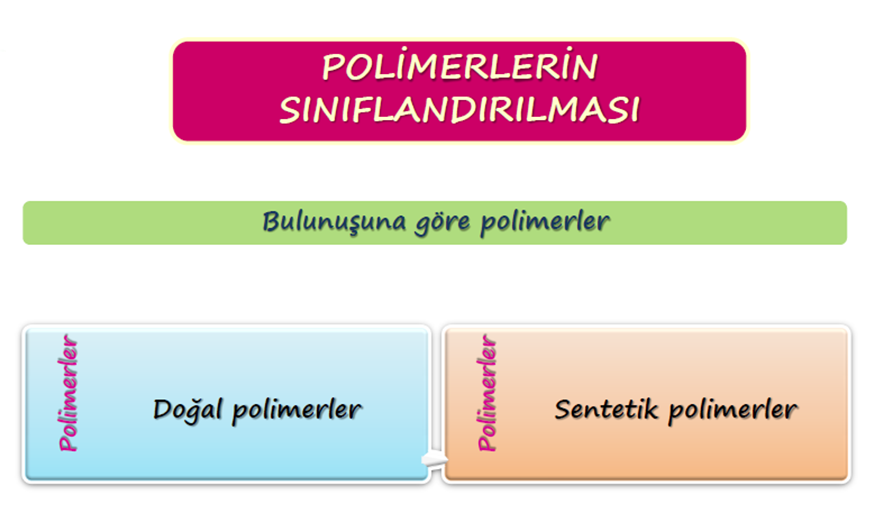 POLİMERLERİN
SINIFLANDIRILMASI
Bulunuşuna göre polimerler
Polimerler
Doğal polimerler
Polimerler
Sentetik polimerler